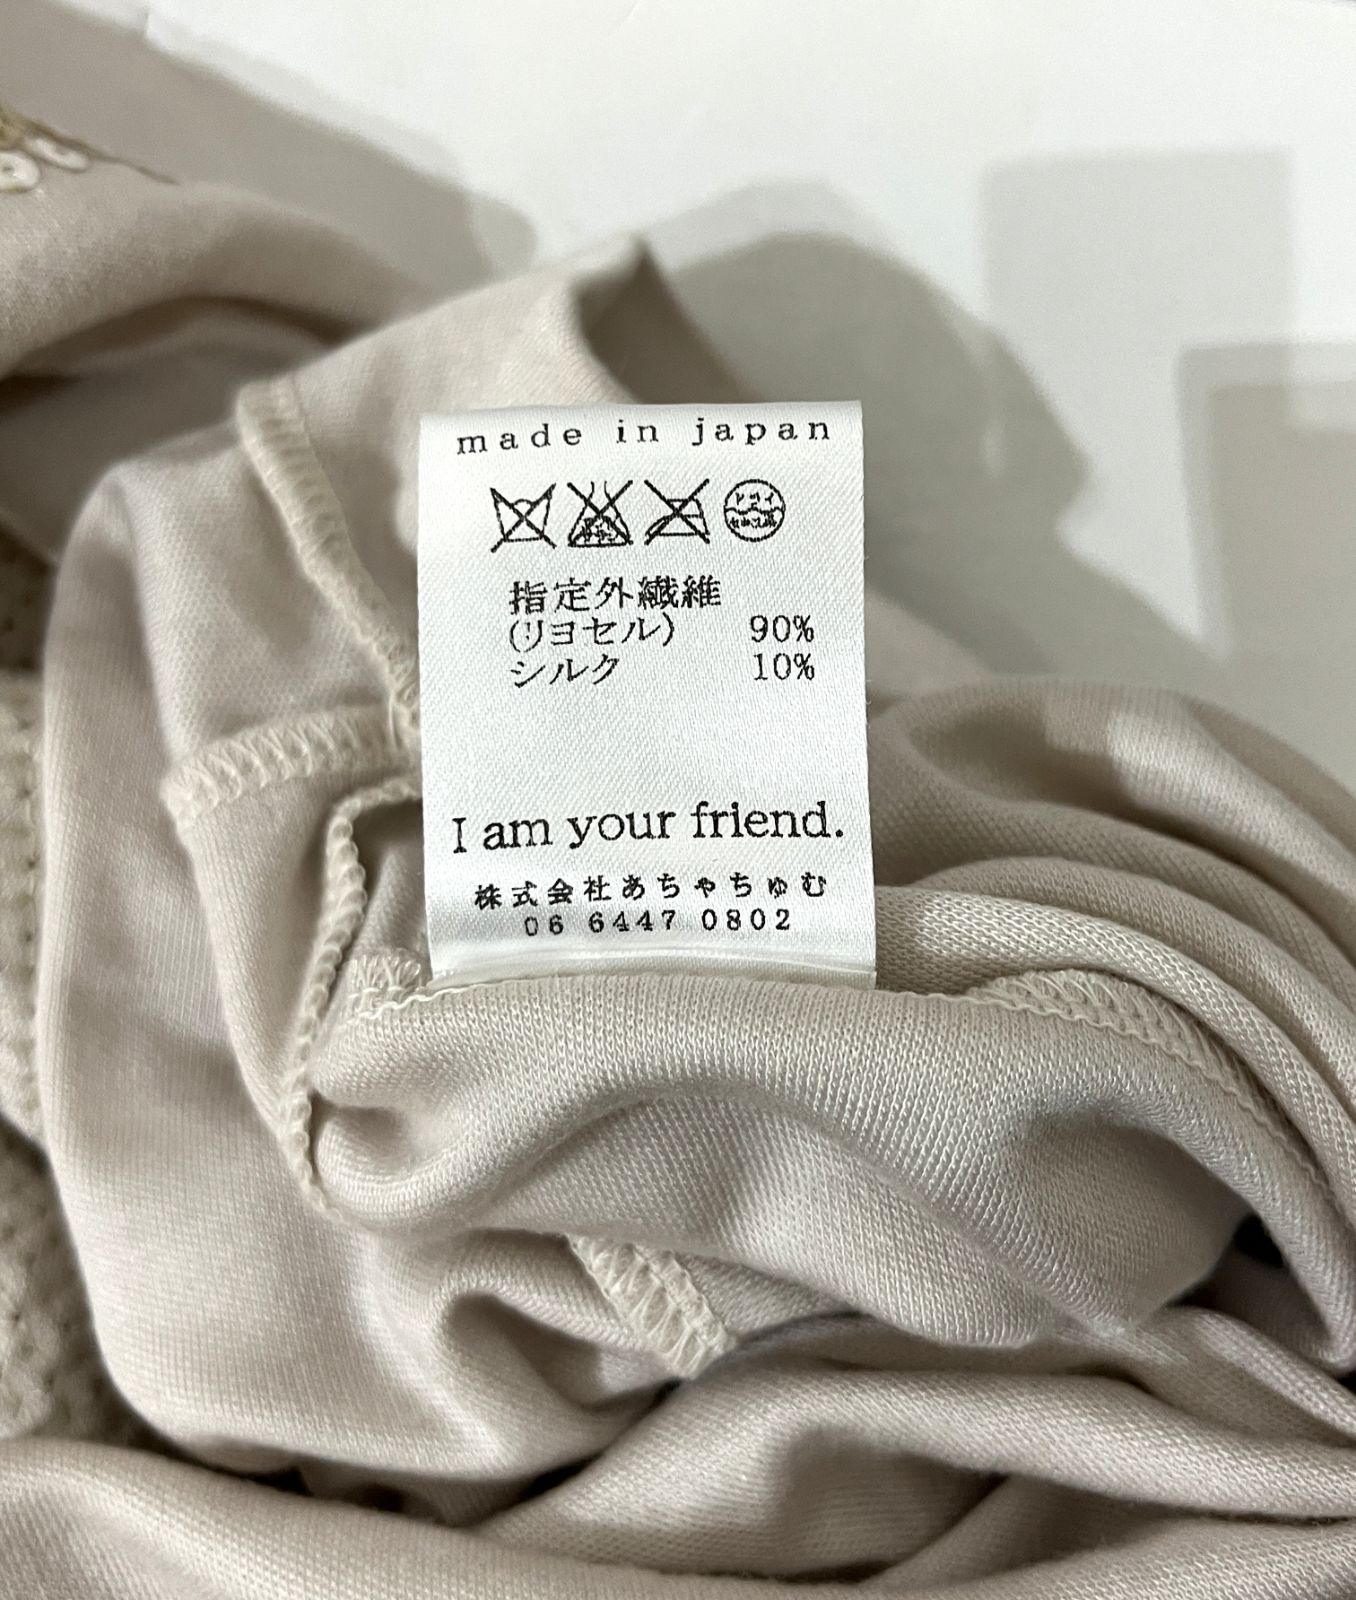 made in japan
指定外繊維
(リヨセル) 90%
シルク 10%
I am your friend.
株式会社あちゃちゅむ
06 6447 0802